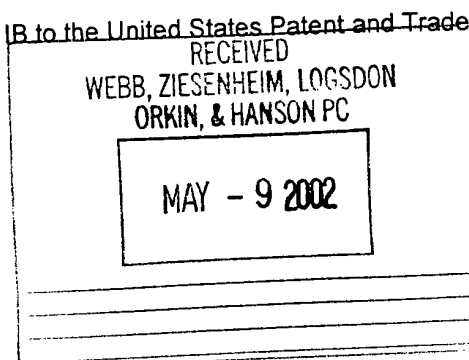 IB to the United States Patent and Trade
RECEIVED
WEBB, ZIESENHEIM, LOGSDON
ORKIN, & HANSON PC
MAY - 9 2002